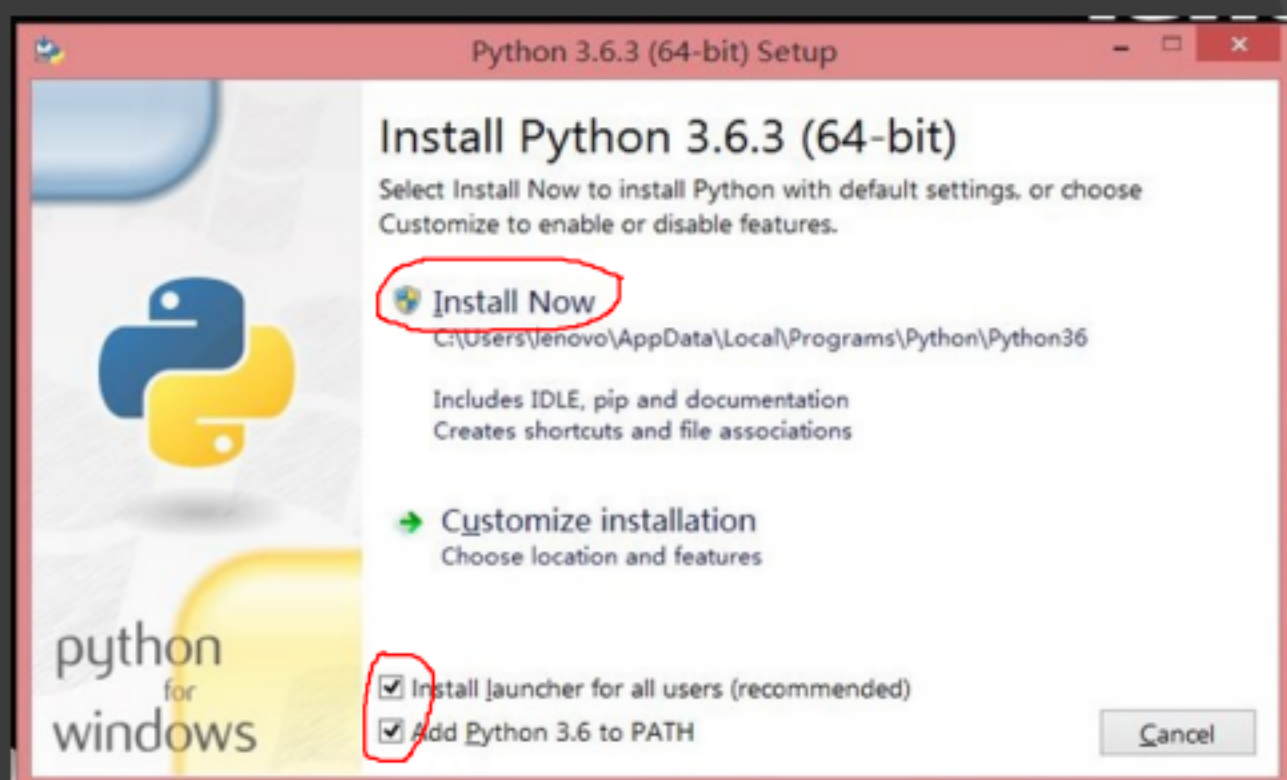 Python 3.6.3 (64-bit) Setup
Install Python 3.6.3 (64-bit)
Select Install Now to install Python with default settings, or choose
Customize to enable or disable features.
Install Now
C:\Users\lenovo\AppData\Local\Programs\Python\Python36
Includes IDLE, pip and documentation
Creates shortcuts and file associations
Customize installation
Choose location and features
python
for
windows
Install launcher for all users (recommended)
Add Python 3.6 to PATH
Cancel